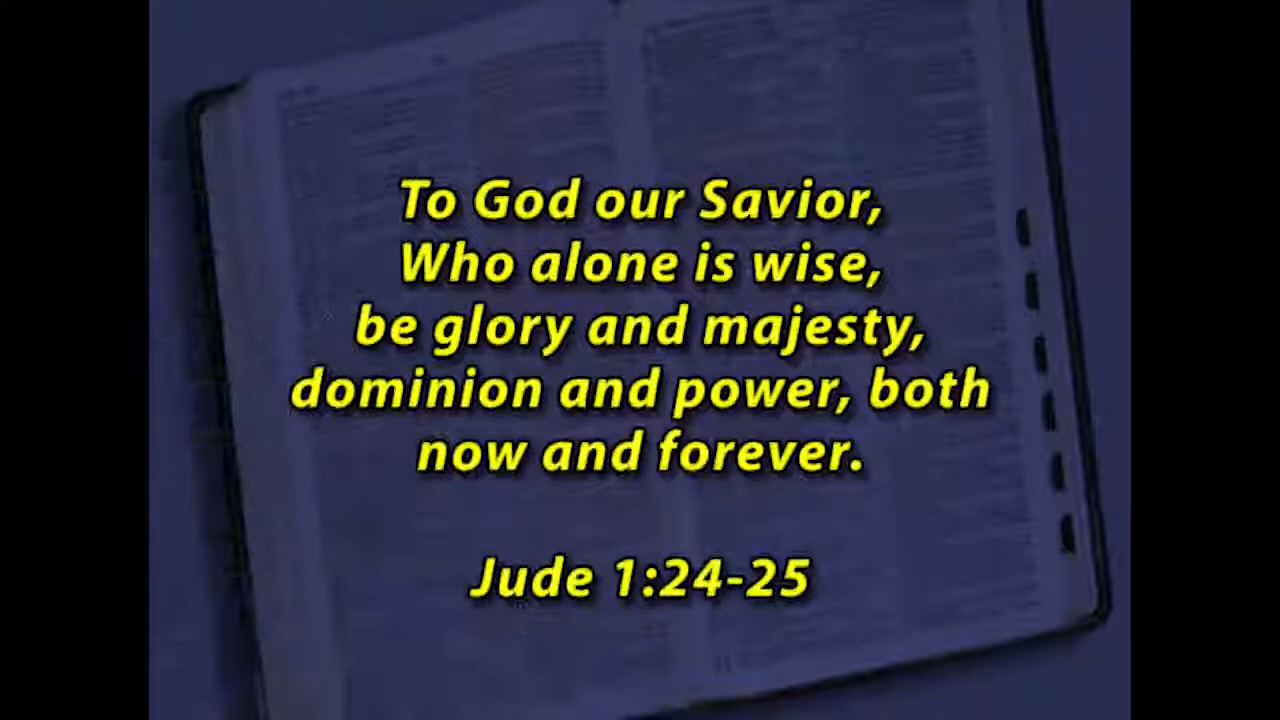 To God our Savior,
Who alone is wise,
be glory and majesty,
dominion and power, both
now and forever.
Jude 1:24-25